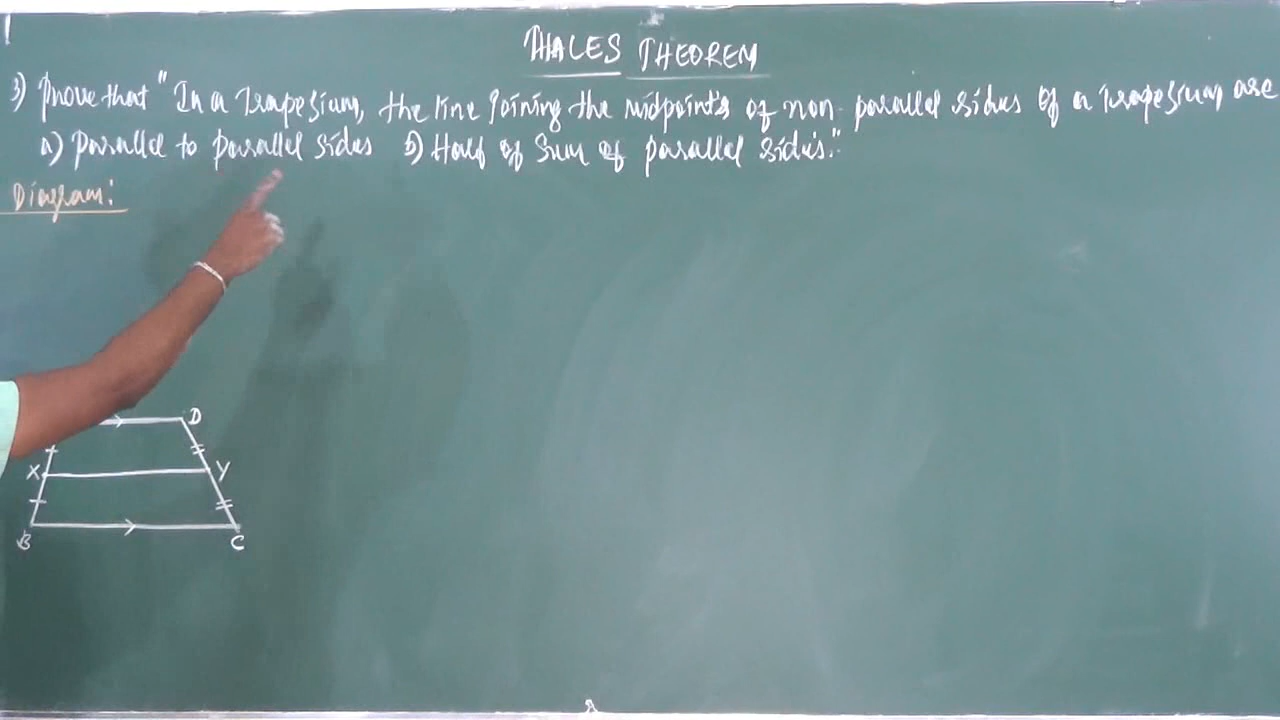 THALES THEOREM
3) Prove that "In a Trapezium, the line joining the midpoints of non-parallel sides of a trapezium are
a) Parallel to parallel sides b) Half of Sum of parallel sides."
Diagram:
D
X Y
B C